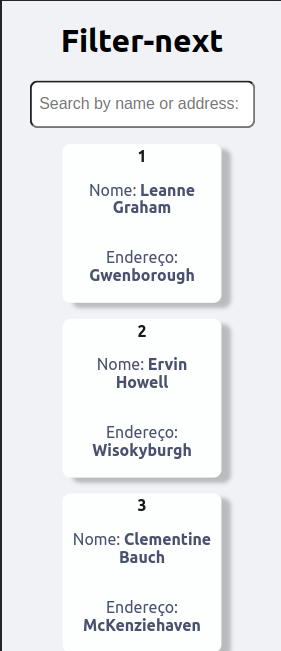 Filter-next
Search by name or address:
1
Nome: Leanne
Graham
Endereço:
Gwenborough
2
Nome: Ervin
Howell
Endereço:
Wisokyburgh
3
Nome: Clementine
Bauch
Endereço:
McKenziehaven